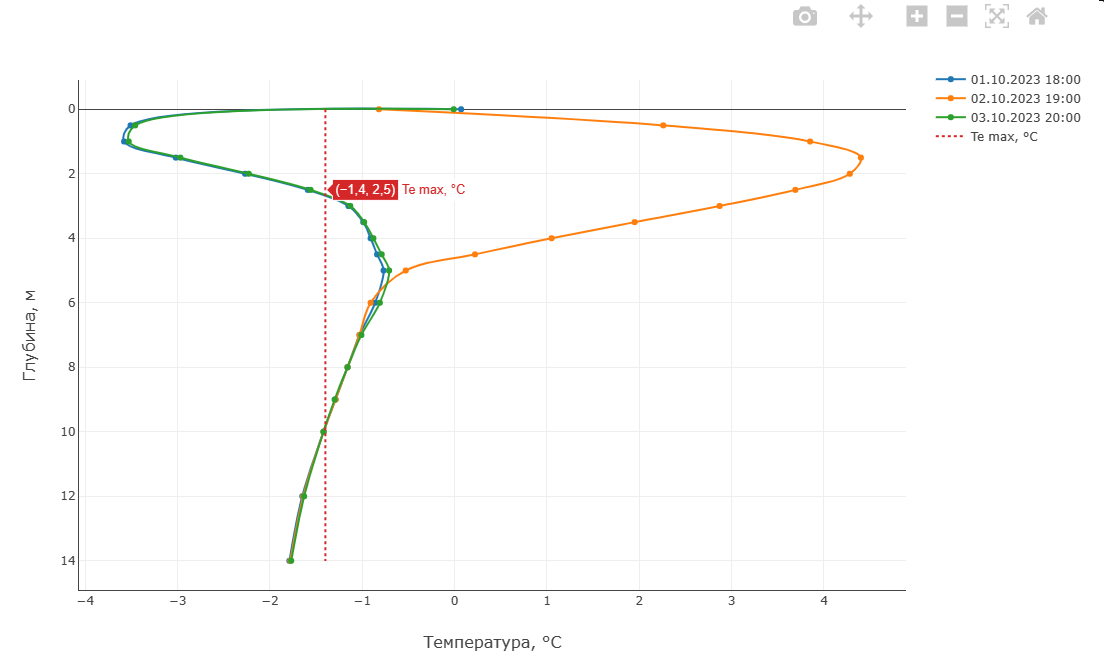 01.10.2023 18:00
02.10.2023 19:00
03.10.2023 20:00
Te max, °C
0
2
4
6
8
10
12
14
Глубина, м
(−1,4, 2,5) Te max, °C
−4 −3 −2 −1 0 1 2 3 4
Температура, °C